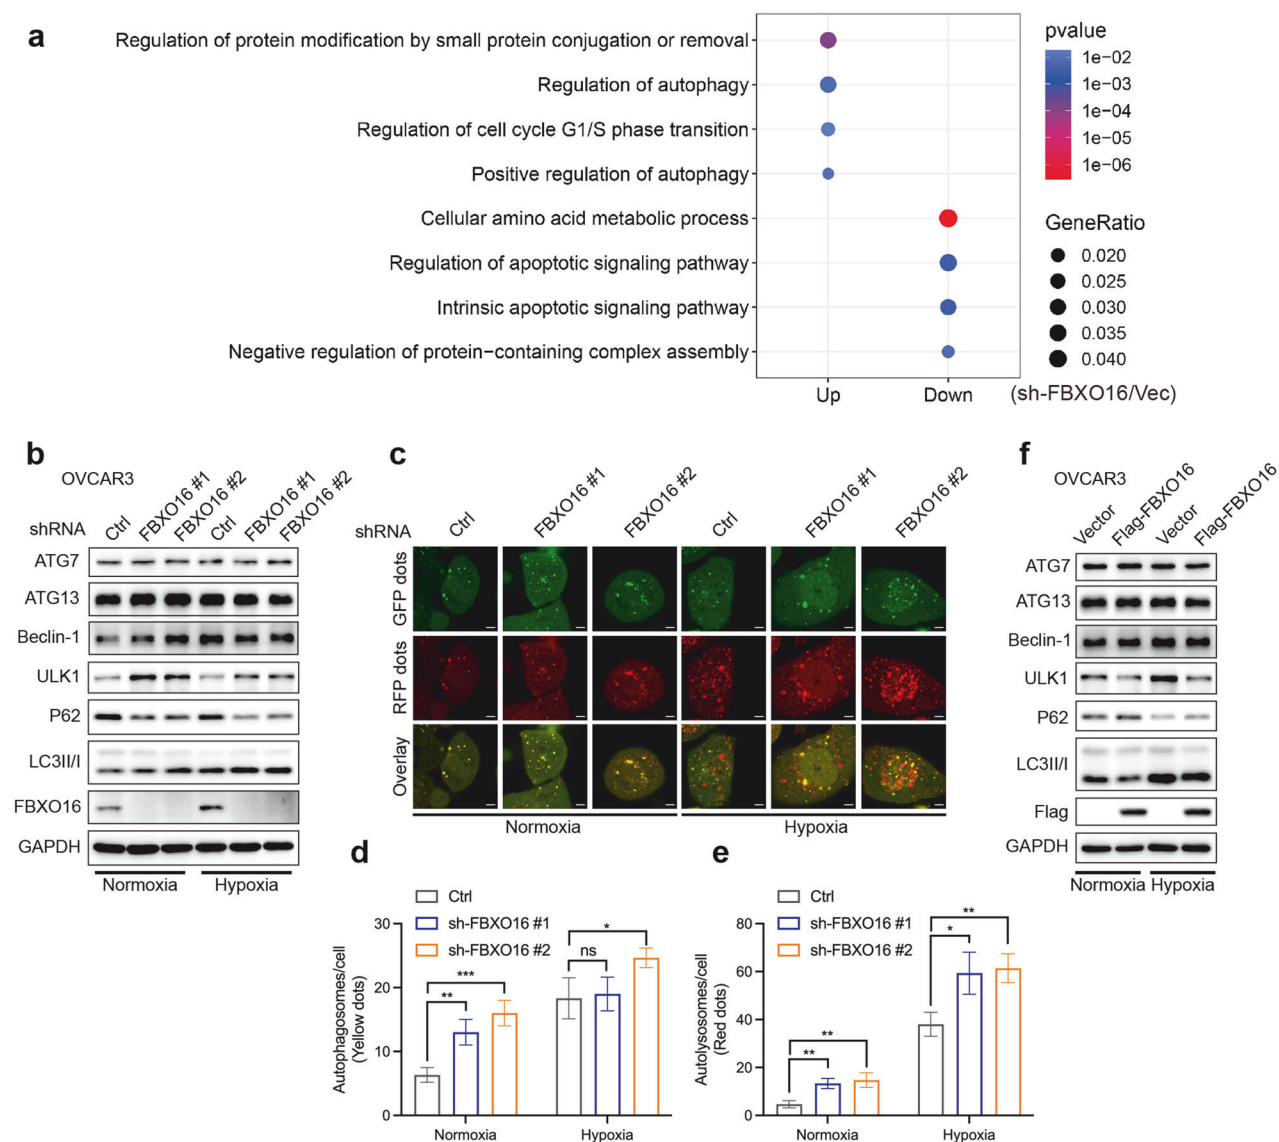 a
Regulation of protein modification by small protein conjugation or removal
Regulation of autophagy
Regulation of cell cycle G1/S phase transition
Positive regulation of autophagy
Cellular amino acid metabolic process
Regulation of apoptotic signaling pathway
Intrinsic apoptotic signaling pathway
Negative regulation of protein−containing complex assembly
Up Down (sh-FBXO16/Vec)
pvalue
1e−02
1e−03
1e−04
1e−05
1e−06
GeneRatio
0.020
0.025
0.030
0.035
0.040
b
OVCAR3
shRNA Ctrl FBXO16 #1 FBXO16 #2 Ctrl FBXO16 #1 FBXO16 #2
ATG7
ATG13
Beclin-1
ULK1
P62
LC3II/I
FBXO16
GAPDH
Normoxia Hypoxia
c
shRNA Ctrl FBXO16 #1 FBXO16 #2 Ctrl FBXO16 #1 FBXO16 #2
GFP dots
RFP dots
Overlay
Normoxia Hypoxia
d
Ctrl
sh-FBXO16 #1
sh-FBXO16 #2
Autophagosomes/cell
(Yellow dots)
30
20
10
0
** *** ns *
Normoxia Hypoxia
e
Ctrl
sh-FBXO16 #1
sh-FBXO16 #2
Autolysosomes/cell
(Red dots)
80
60
40
20
0
** ** * **
Normoxia Hypoxia
f
OVCAR3
Vector Flag-FBXO16 Vector Flag-FBXO16
ATG7
ATG13
Beclin-1
ULK1
P62
LC3II/I
Flag
GAPDH
Normoxia Hypoxia